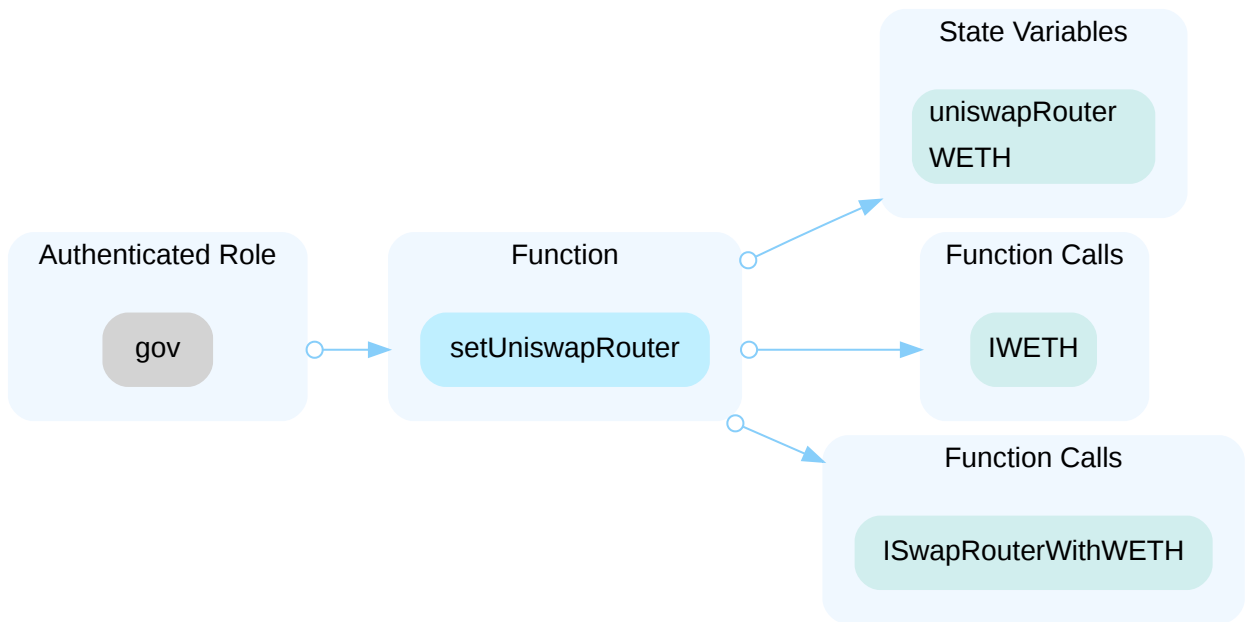 Authenticated Role
gov
Function
setUniswapRouter
State Variables
uniswapRouter
WETH
Function Calls
IWETH
Function Calls
ISwapRouterWithWETH